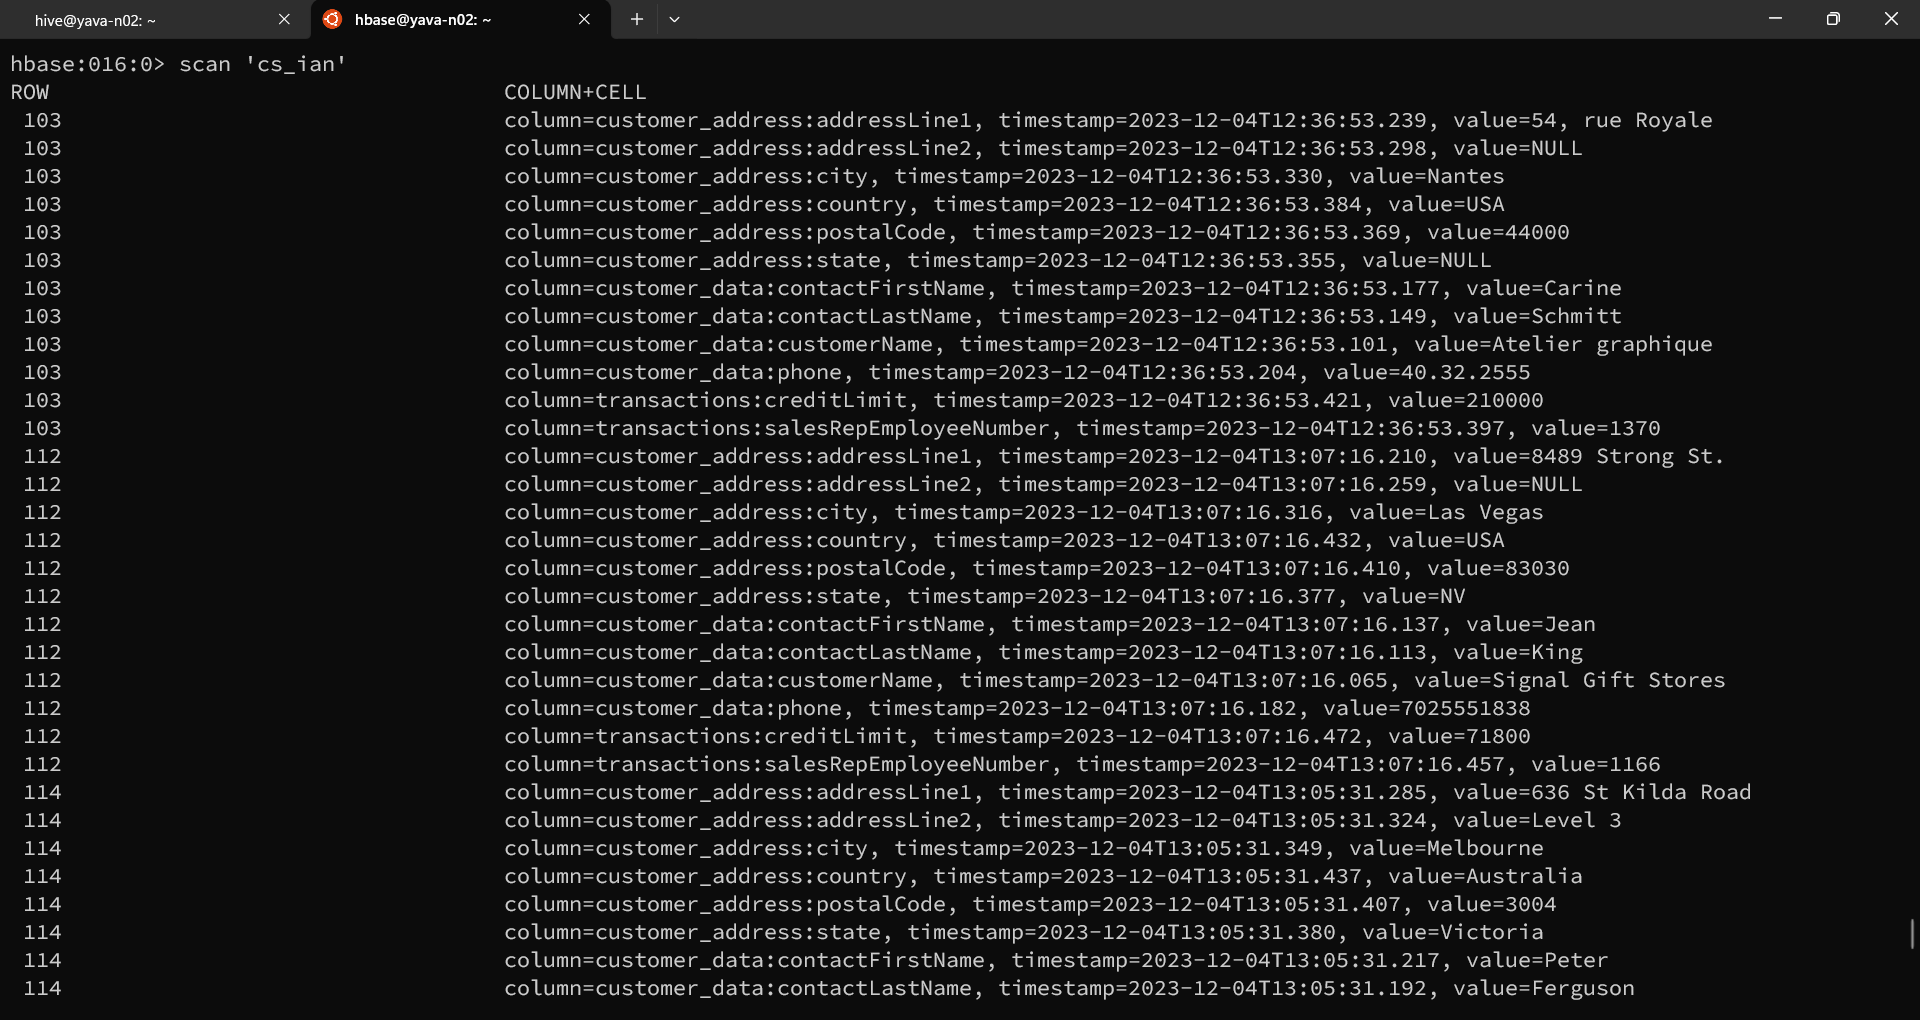 hive@yava-n02: ~
hbase@yava-n02: ~
hbase:016:0> scan 'cs_ian'
ROW COLUMN+CELL
103 column=customer_address:addressLine1, timestamp=2023-12-04T12:36:53.239, value=54, rue Royale
103 column=customer_address:addressLine2, timestamp=2023-12-04T12:36:53.298, value=NULL
103 column=customer_address:city, timestamp=2023-12-04T12:36:53.330, value=Nantes
103 column=customer_address:country, timestamp=2023-12-04T12:36:53.384, value=USA
103 column=customer_address:postalCode, timestamp=2023-12-04T12:36:53.369, value=44000
103 column=customer_address:state, timestamp=2023-12-04T12:36:53.355, value=NULL
103 column=customer_data:contactFirstName, timestamp=2023-12-04T12:36:53.177, value=Carine
103 column=customer_data:contactLastName, timestamp=2023-12-04T12:36:53.149, value=Schmitt
103 column=customer_data:customerName, timestamp=2023-12-04T12:36:53.101, value=Atelier graphique
103 column=customer_data:phone, timestamp=2023-12-04T12:36:53.204, value=40.32.2555
103 column=transactions:creditLimit, timestamp=2023-12-04T12:36:53.421, value=210000
103 column=transactions:salesRepEmployeeNumber, timestamp=2023-12-04T12:36:53.397, value=1370
112 column=customer_address:addressLine1, timestamp=2023-12-04T13:07:16.210, value=8489 Strong St.
112 column=customer_address:addressLine2, timestamp=2023-12-04T13:07:16.259, value=NULL
112 column=customer_address:city, timestamp=2023-12-04T13:07:16.316, value=Las Vegas
112 column=customer_address:country, timestamp=2023-12-04T13:07:16.432, value=USA
112 column=customer_address:postalCode, timestamp=2023-12-04T13:07:16.410, value=83030
112 column=customer_address:state, timestamp=2023-12-04T13:07:16.377, value=NV
112 column=customer_data:contactFirstName, timestamp=2023-12-04T13:07:16.137, value=Jean
112 column=customer_data:contactLastName, timestamp=2023-12-04T13:07:16.113, value=King
112 column=customer_data:customerName, timestamp=2023-12-04T13:07:16.065, value=Signal Gift Stores
112 column=customer_data:phone, timestamp=2023-12-04T13:07:16.182, value=7025551838
112 column=transactions:creditLimit, timestamp=2023-12-04T13:07:16.472, value=71800
112 column=transactions:salesRepEmployeeNumber, timestamp=2023-12-04T13:07:16.457, value=1166
114 column=customer_address:addressLine1, timestamp=2023-12-04T13:05:31.285, value=636 St Kilda Road
114 column=customer_address:addressLine2, timestamp=2023-12-04T13:05:31.324, value=Level 3
114 column=customer_address:city, timestamp=2023-12-04T13:05:31.349, value=Melbourne
114 column=customer_address:country, timestamp=2023-12-04T13:05:31.437, value=Australia
114 column=customer_address:postalCode, timestamp=2023-12-04T13:05:31.407, value=3004
114 column=customer_address:state, timestamp=2023-12-04T13:05:31.380, value=Victoria
114 column=customer_data:contactFirstName, timestamp=2023-12-04T13:05:31.217, value=Peter
114 column=customer_data:contactLastName, timestamp=2023-12-04T13:05:31.192, value=Ferguson